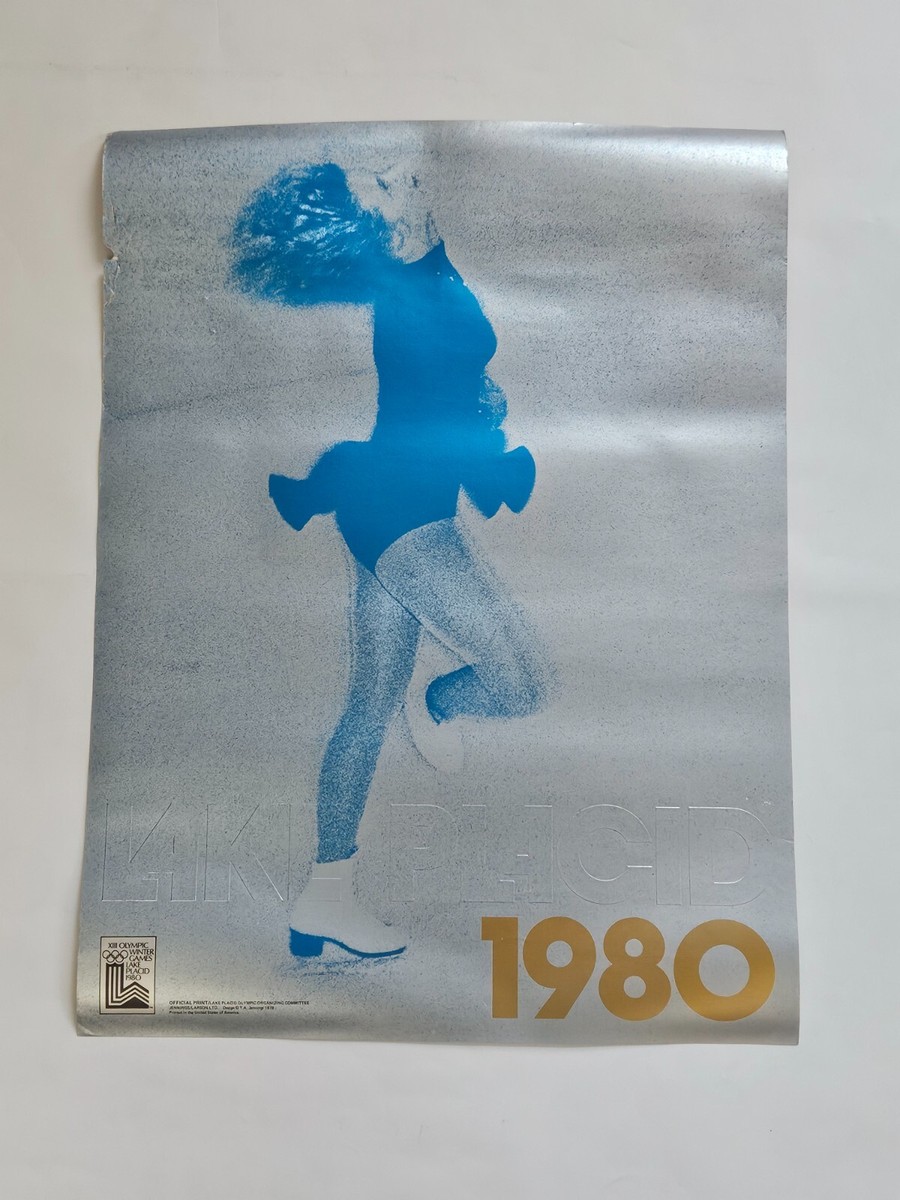 LAKE PLACID
1980
XIII OLYMPIC
WINTER
GAMES
LAKE
PLACID
1980
OFFICIAL PRINT/LAKE PLACID OLYMPIC ORGANIZING COMMITTEE
Printed in the United States of America